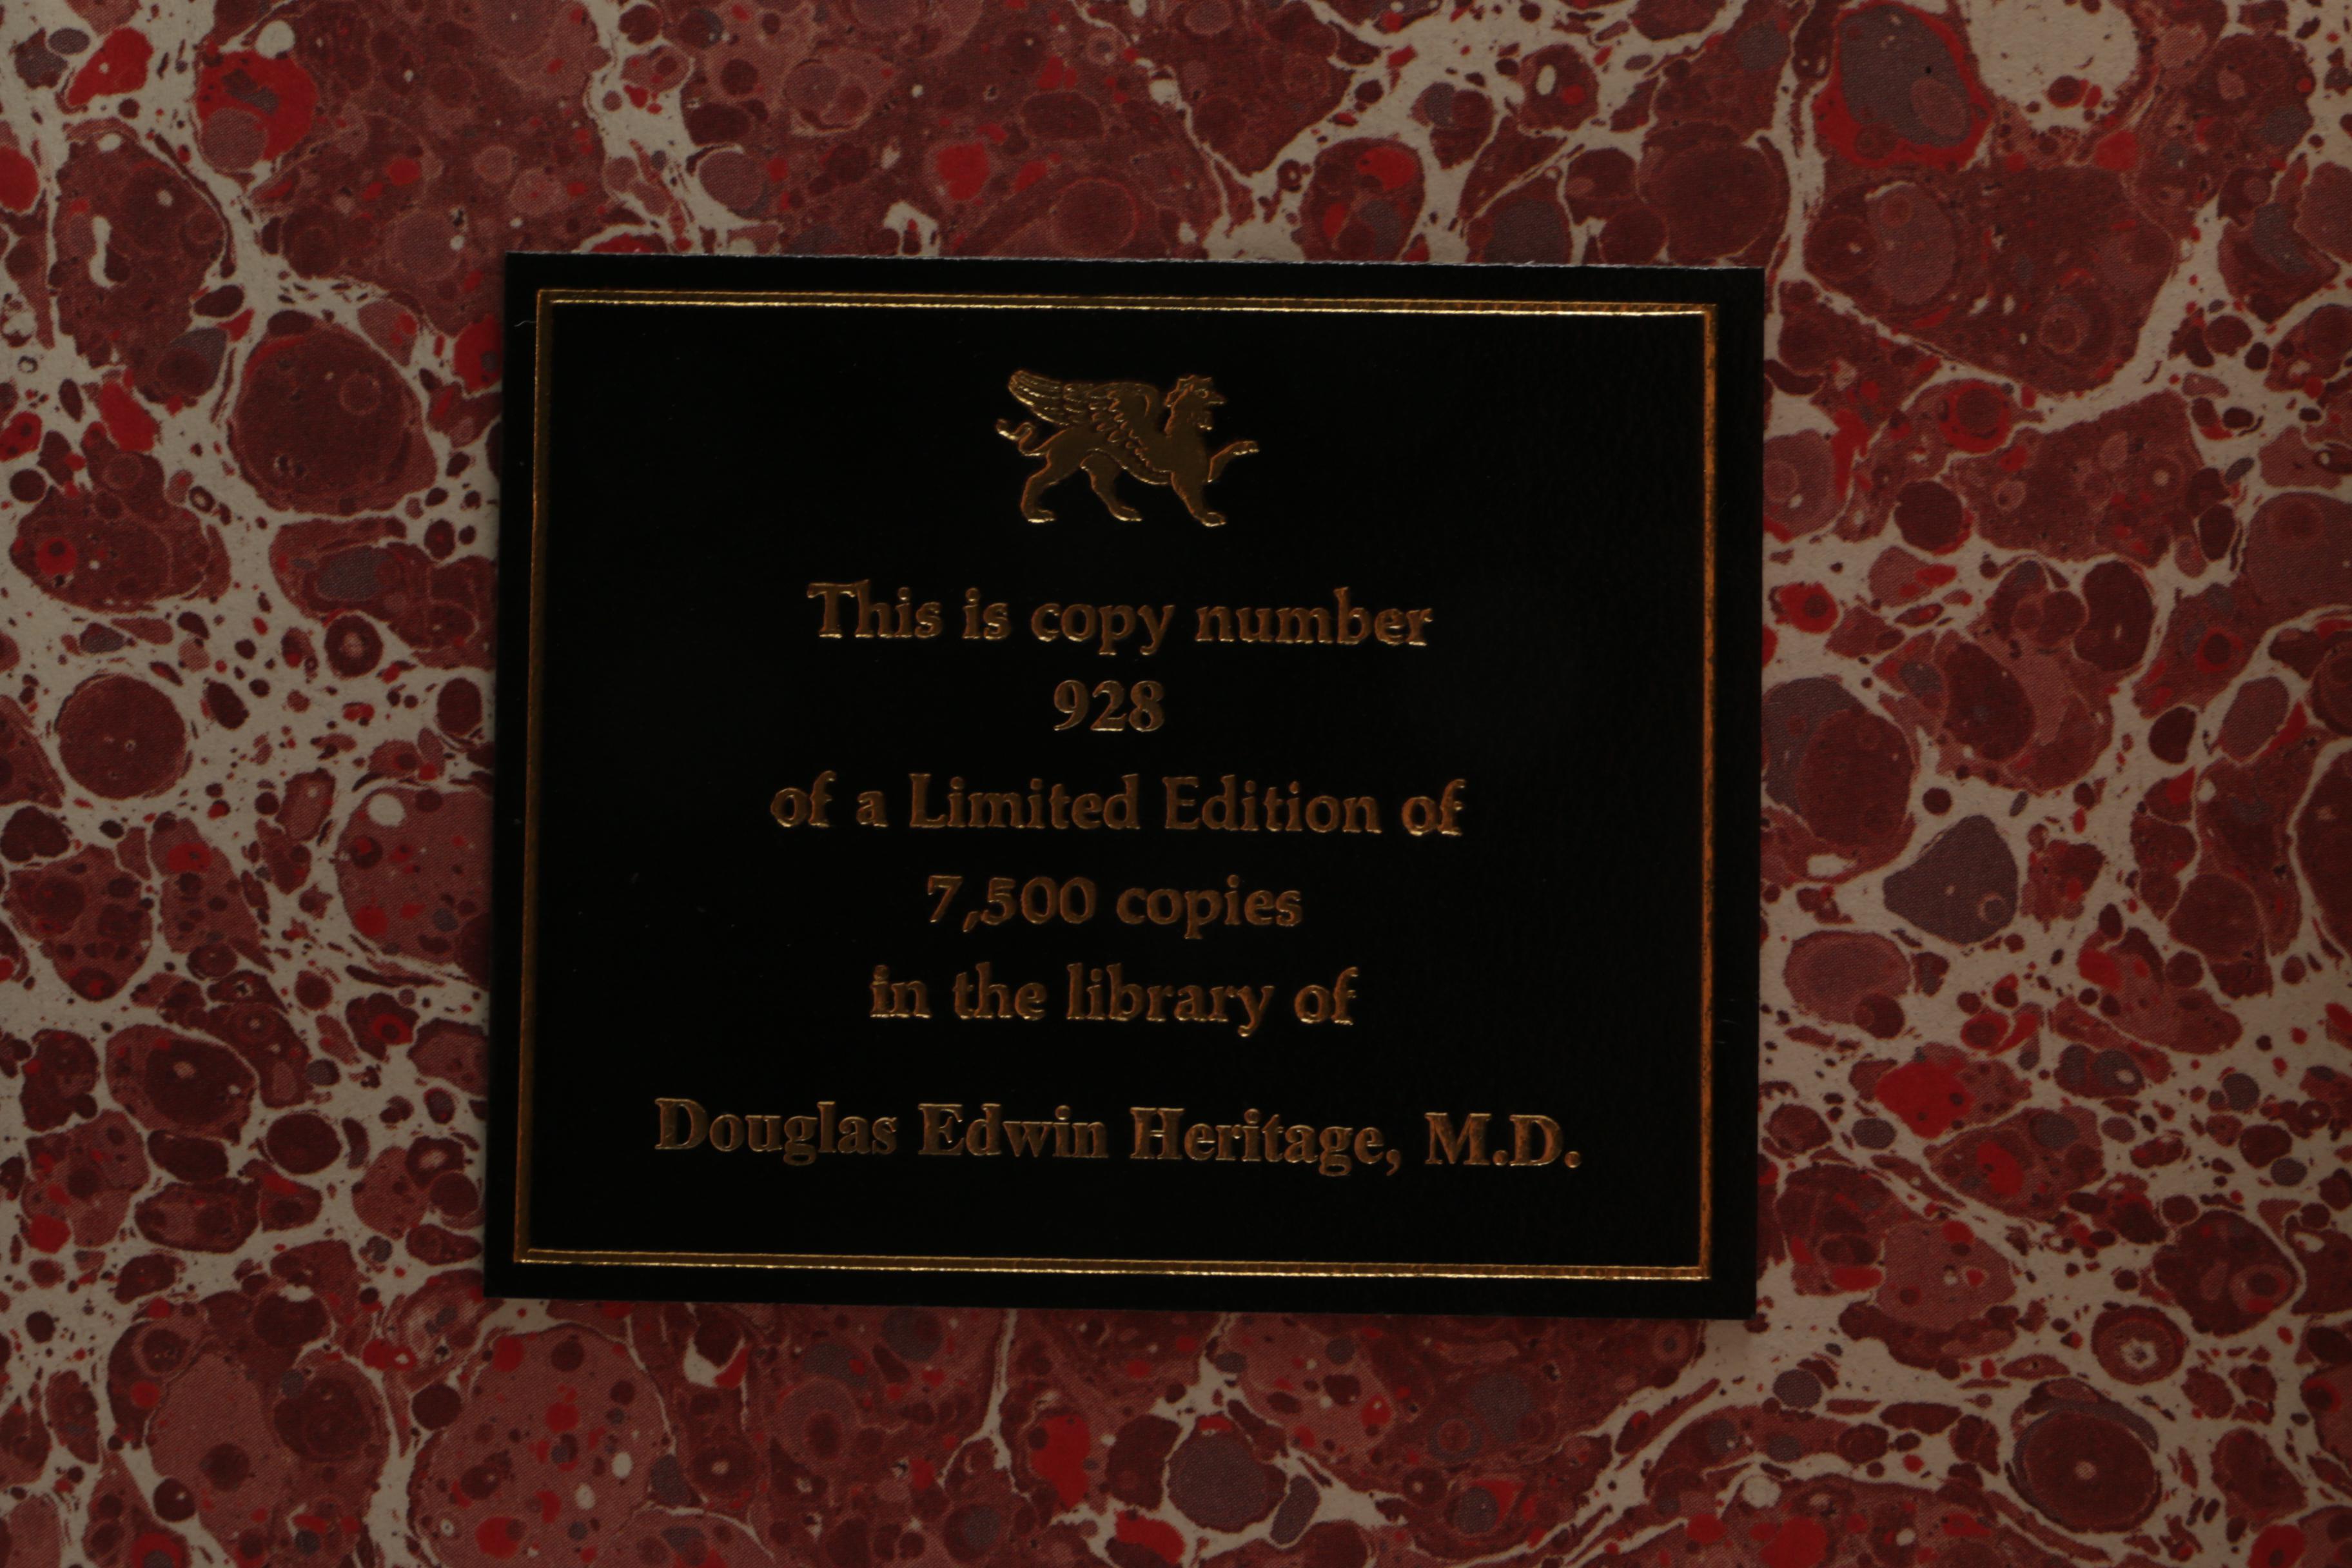 This is copy number
928
of a Limited Edition of
7,500 copies
in the library of
Douglas Edwin Heritage, M.D.